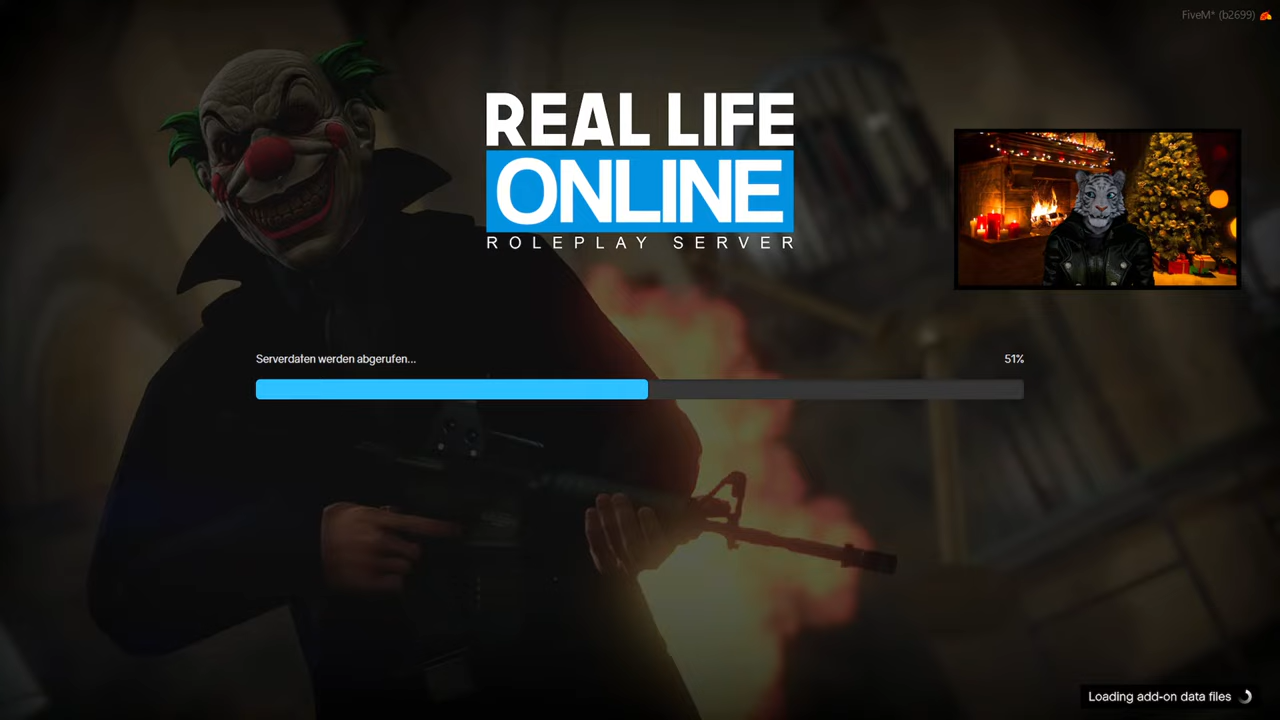 FiveM* (b2699)
REAL LIFE
ONLINE
ROLEPLAY SERVER
Serverdaten werden abgerufen...
51%
Loading add-on data files